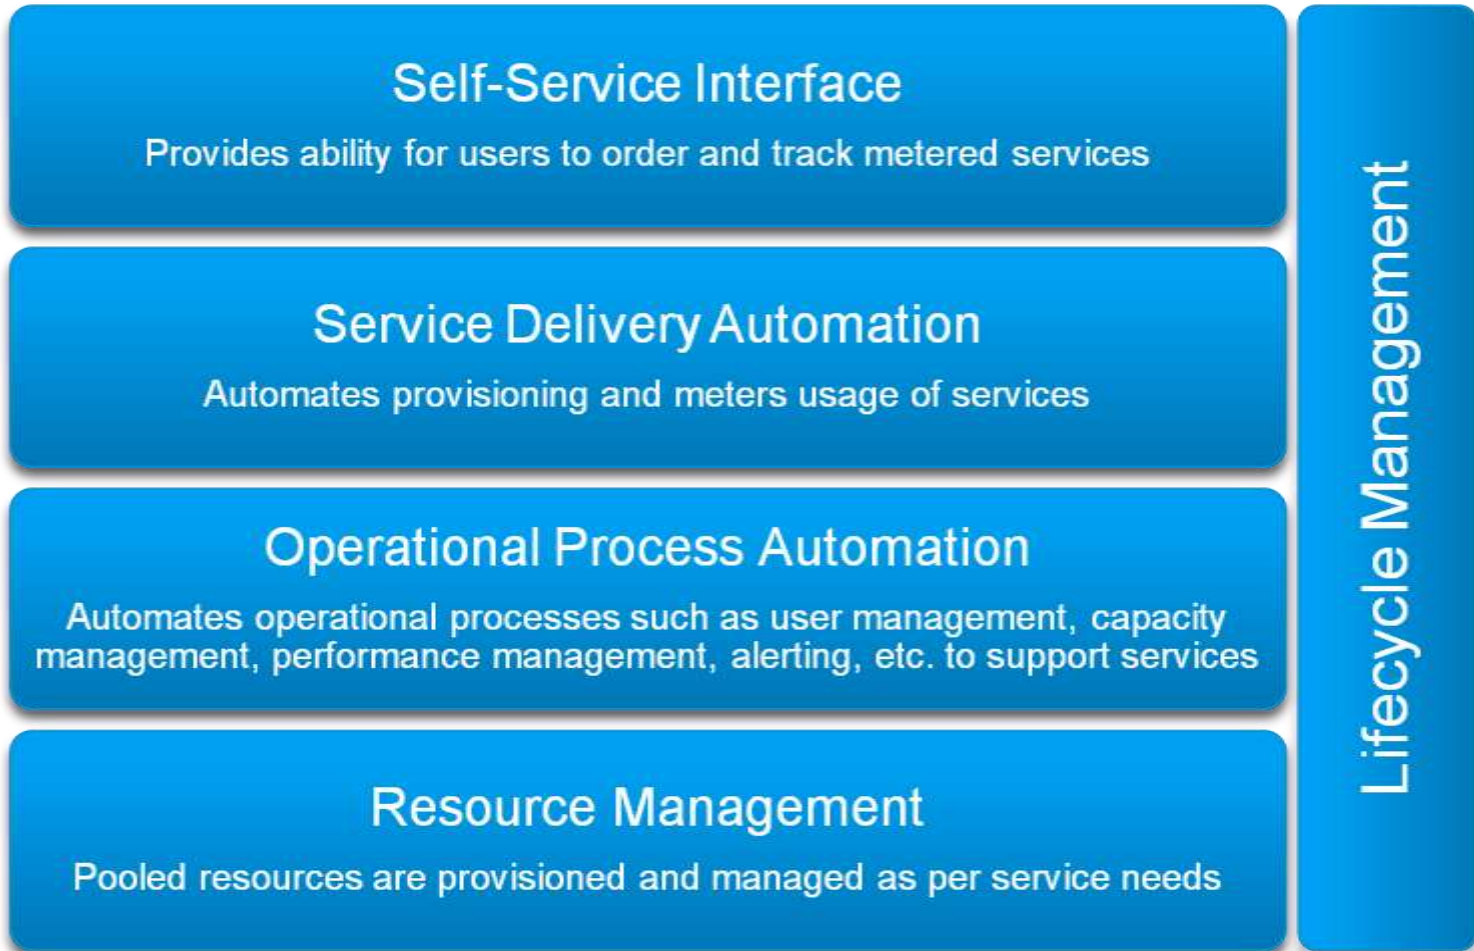 Self-Service Interface
Provides ability for users to order and track metered services
Service Delivery Automation
Automates provisioning and meters usage of services
Operational Process Automation
Automates operational processes such as user management, capacity
management, performance management, alerting, etc. to support services
Resource Management
Pooled resources are provisioned and managed as per service needs
Lifecycle Management